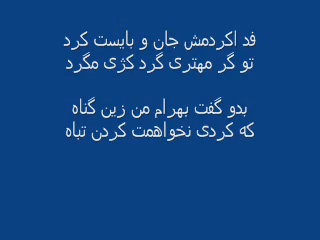 فد اکردمش جان و بایست کرد
تو گر مهتری گرد کژی مگرد
بدو گفت بهرام من زین گناه
که کردی نخواهمت کردن تباه